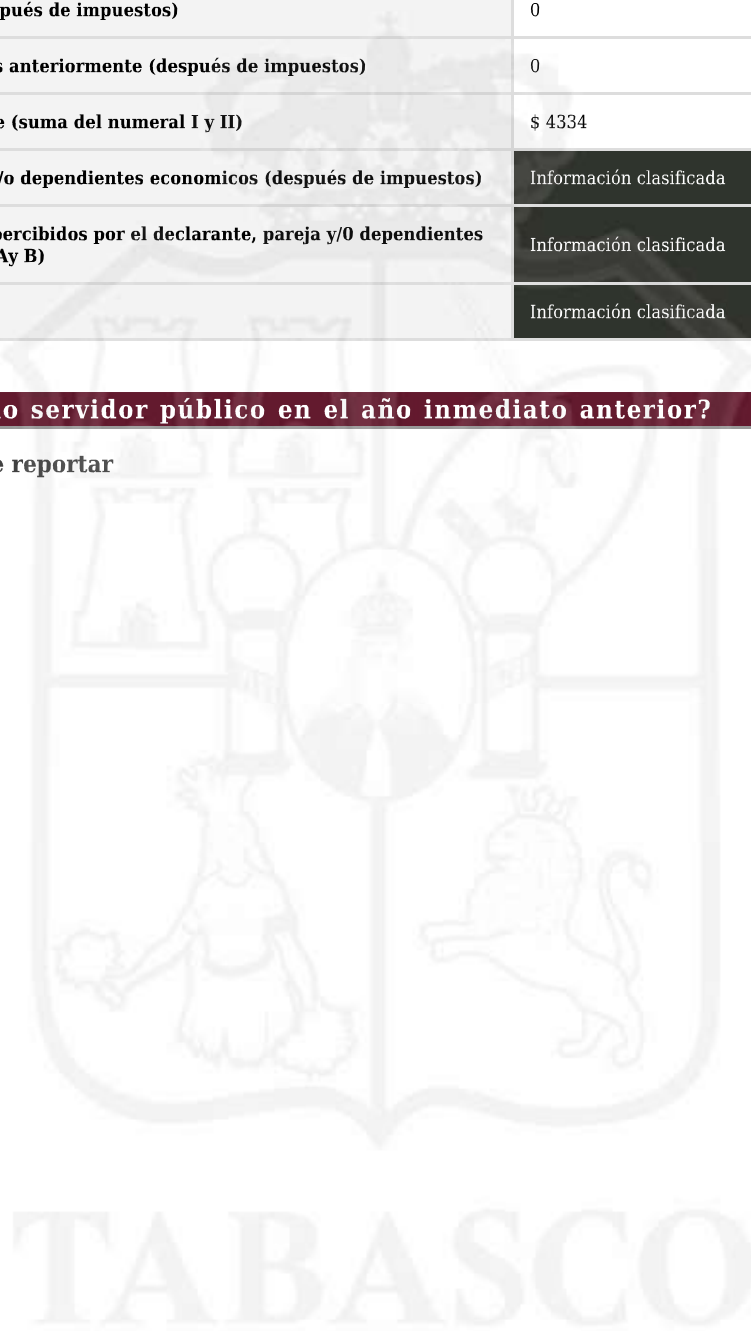 pués de impuestos) 0
s anteriormente (después de impuestos) 0
e (suma del numeral I y II) $ 4334
/o dependientes economicos (después de impuestos) Información clasificada
percibidos por el declarante, pareja y/0 dependientes
Ay B) Información clasificada
Información clasificada
o servidor público en el año inmediato anterior?
e reportar
TABASCO